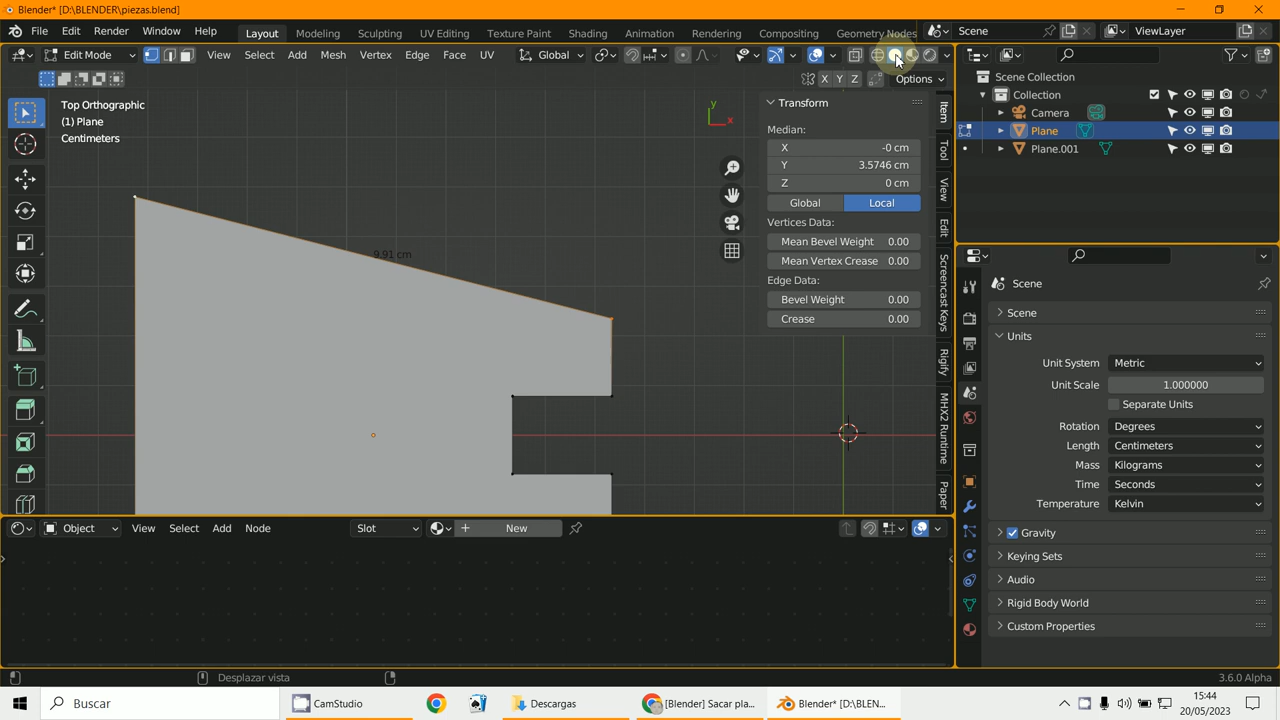 Blender* [D:\BLENDER\piezas.blend]
File Edit Render Window Help Layout Modeling Sculpting UV Editing Texture Paint Shading Animation Rendering Compositing Geometry Nodes Scene ViewLayer
Edit Mode View Select Add Mesh Vertex Edge Face UV Global
X Y Z Options
Top Orthographic
(1) Plane
Centimeters
y
x
9.91 cm
Transform
Median:
X -0 cm
Y 3.5746 cm
Z 0 cm
Global Local
Vertices Data:
Mean Bevel Weight 0.00
Mean Vertex Crease 0.00
Edge Data:
Bevel Weight 0.00
Crease 0.00
Item
Tool
View
Edit
Screencast Keys
Rigify
MHX2 Runtime
Paper
Scene Collection
Collection
Camera
Plane
Plane.001
Scene
Scene
Units
Unit System Metric
Unit Scale 1.000000
Separate Units
Rotation Degrees
Length Centimeters
Mass Kilograms
Time Seconds
Temperature Kelvin
Gravity
Keying Sets
Audio
Rigid Body World
Custom Properties
Object View Select Add Node Slot New
Desplazar vista
3.6.0 Alpha
Buscar
CamStudio
Descargas
[Blender] Sacar pla...
Blender* [D:\BLEN...
15:44
20/05/2023